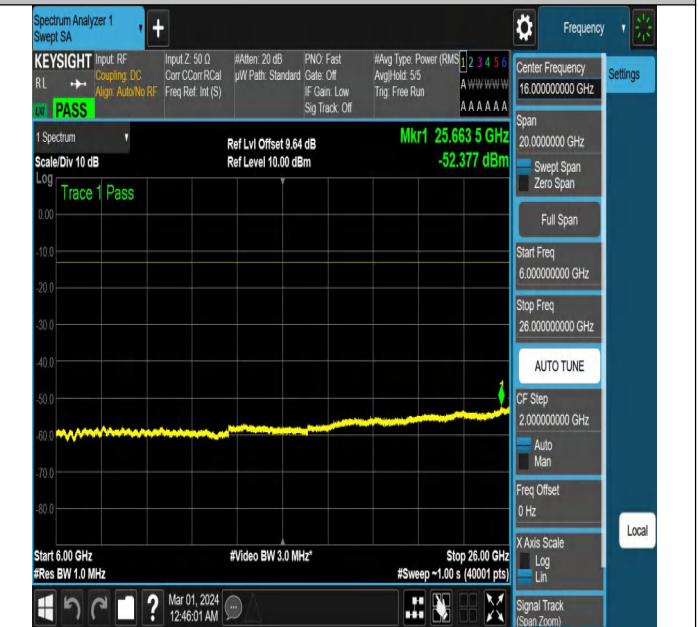 Spectrum Analyzer 1
Swept SA
+
Frequency
KEYSIGHT
RL
PASS
Input: RF
Coupling: DC
Align: Auto/No RF
Input Z: 50 Ω
Corr CCorr RCal
Freq Ref: Int (S)
#Atten: 20 dB
µW Path: Standard
PNO: Fast
Gate: Off
IF Gain: Low
Sig Track: Off
#Avg Type: Power (RMS
Avg|Hold: 5/5
Trig: Free Run
1 2 3 4 5 6
A W W W W W
A A A A A A
1 Spectrum
Scale/Div 10 dB
Log
Ref Lvl Offset 9.64 dB
Ref Level 10.00 dBm
Mkr1 25.663 5 GHz
-52.377 dBm
Trace 1 Pass
0.00
-10.0
-20.0
-30.0
-40.0
-50.0
-60.0
-70.0
-80.0
1
Start 6.00 GHz
#Res BW 1.0 MHz
#Video BW 3.0 MHz*
Stop 26.00 GHz
#Sweep ~1.00 s (40001 pts)
Center Frequency
16.000000000 GHz
Settings
Span
20.0000000 GHz
Swept Span
Zero Span
Full Span
Start Freq
6.000000000 GHz
Stop Freq
26.000000000 GHz
AUTO TUNE
CF Step
2.000000000 GHz
Auto
Man
Freq Offset
0 Hz
X Axis Scale
Log
Lin
Local
Signal Track
(Span Zoom)
?
Mar 01, 2024
12:46:01 AM